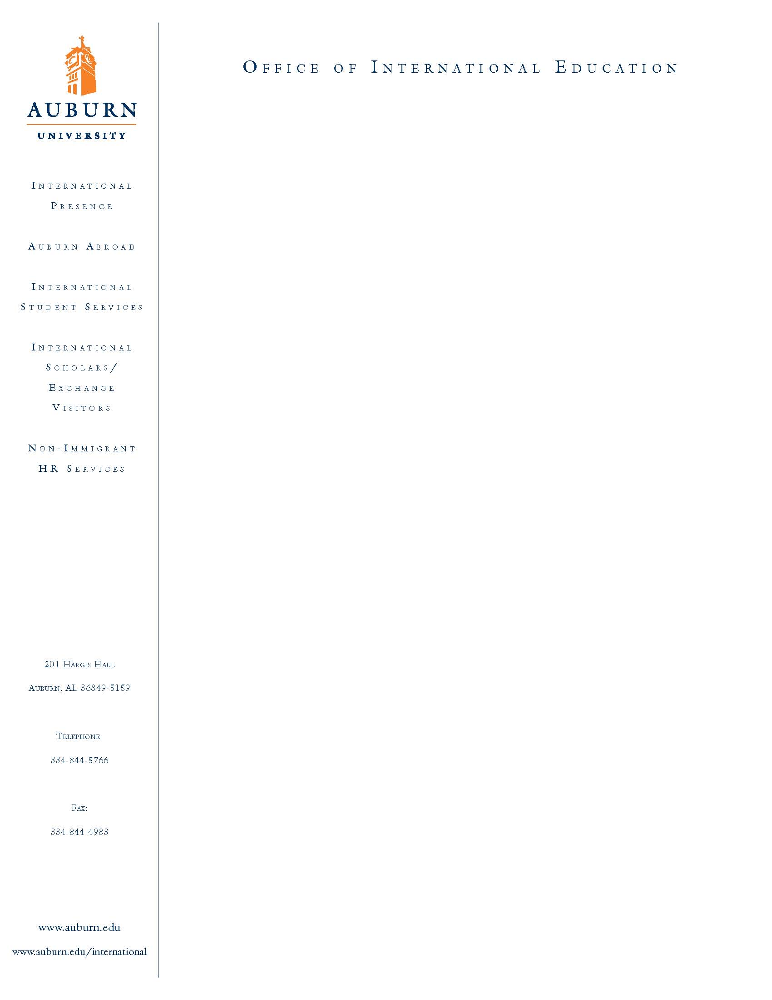 AUBURN
UNIVERSITY
Office of International Education
International
Presence
Auburn Abroad
International
Student Services
International
Scholars/
Exchange
Visitors
Non-Immigrant
HR Services
201 Hargis Hall
Auburn, AL 36849-5159
Telephone:
334-844-5766
Fax:
334-844-4983
www.auburn.edu
www.auburn.edu/international